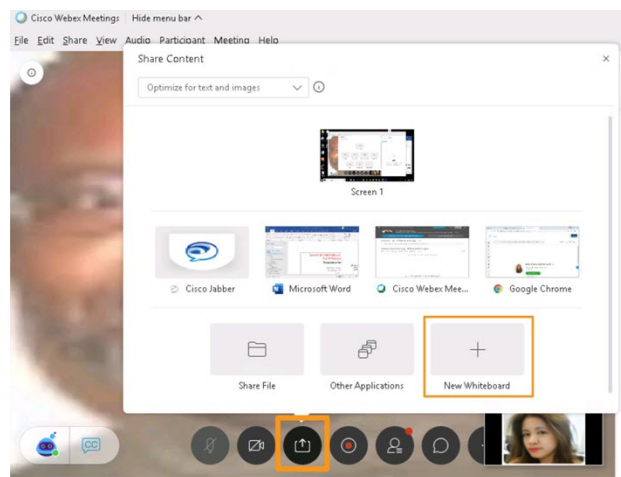 Cisco Webex Meetings Hide menu bar ^
File Edit Share View Audio Participant Meeting Help
Share Content
Optimize for text and images
Screen 1
Cisco Jabber Microsoft Word Cisco Webex Mee... Google Chrome
Share File Other Applications New Whiteboard
CC